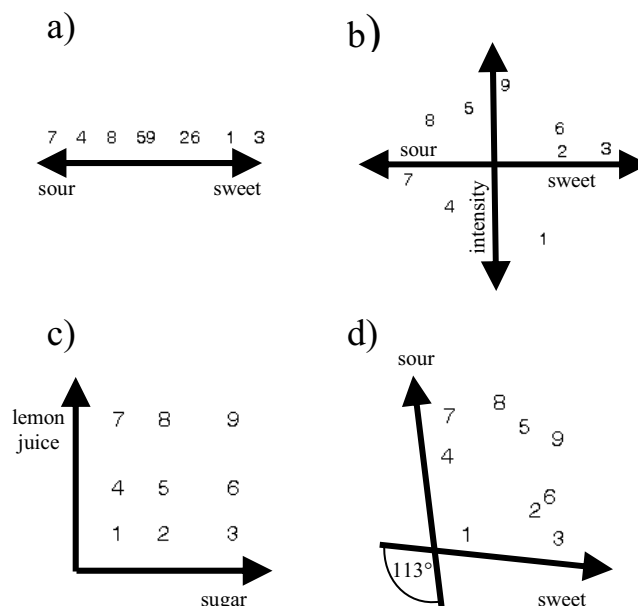 a)
7 4 8 59 26 1 3
sour sweet
b)
9
5
8
6
sour
2 3
7
sweet
4
intensity
1
c)
lemon
juice
7 8 9
4 5 6
1 2 3
sugar
d)
sour
8
7
5
9
4
6
2
1
3
113°
sweet